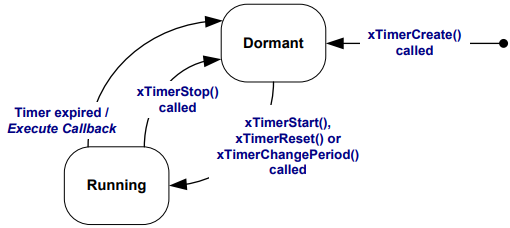 Dormant
xTimerCreate()
called
xTimerStop()
called
Timer expired /
Execute Callback
xTimerStart(),
xTimerReset() or
xTimerChangePeriod()
called
Running